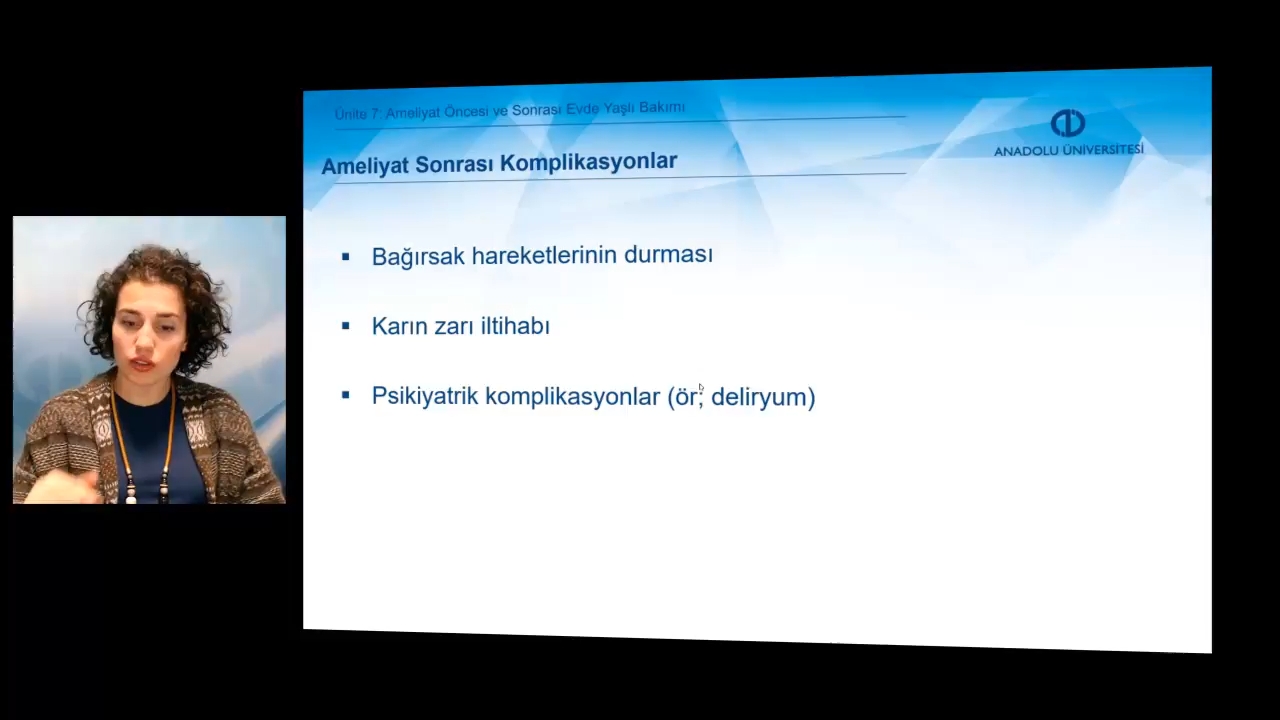 Ünite 7: Ameliyat Öncesi ve Sonrası Evde Yaşlı Bakımı
ANADOLU ÜNİVERSİTESİ
Ameliyat Sonrası Komplikasyonlar
▪ Bağırsak hareketlerinin durması
▪ Karın zarı iltihabı
▪ Psikiyatrik komplikasyonlar (ör; deliryum)